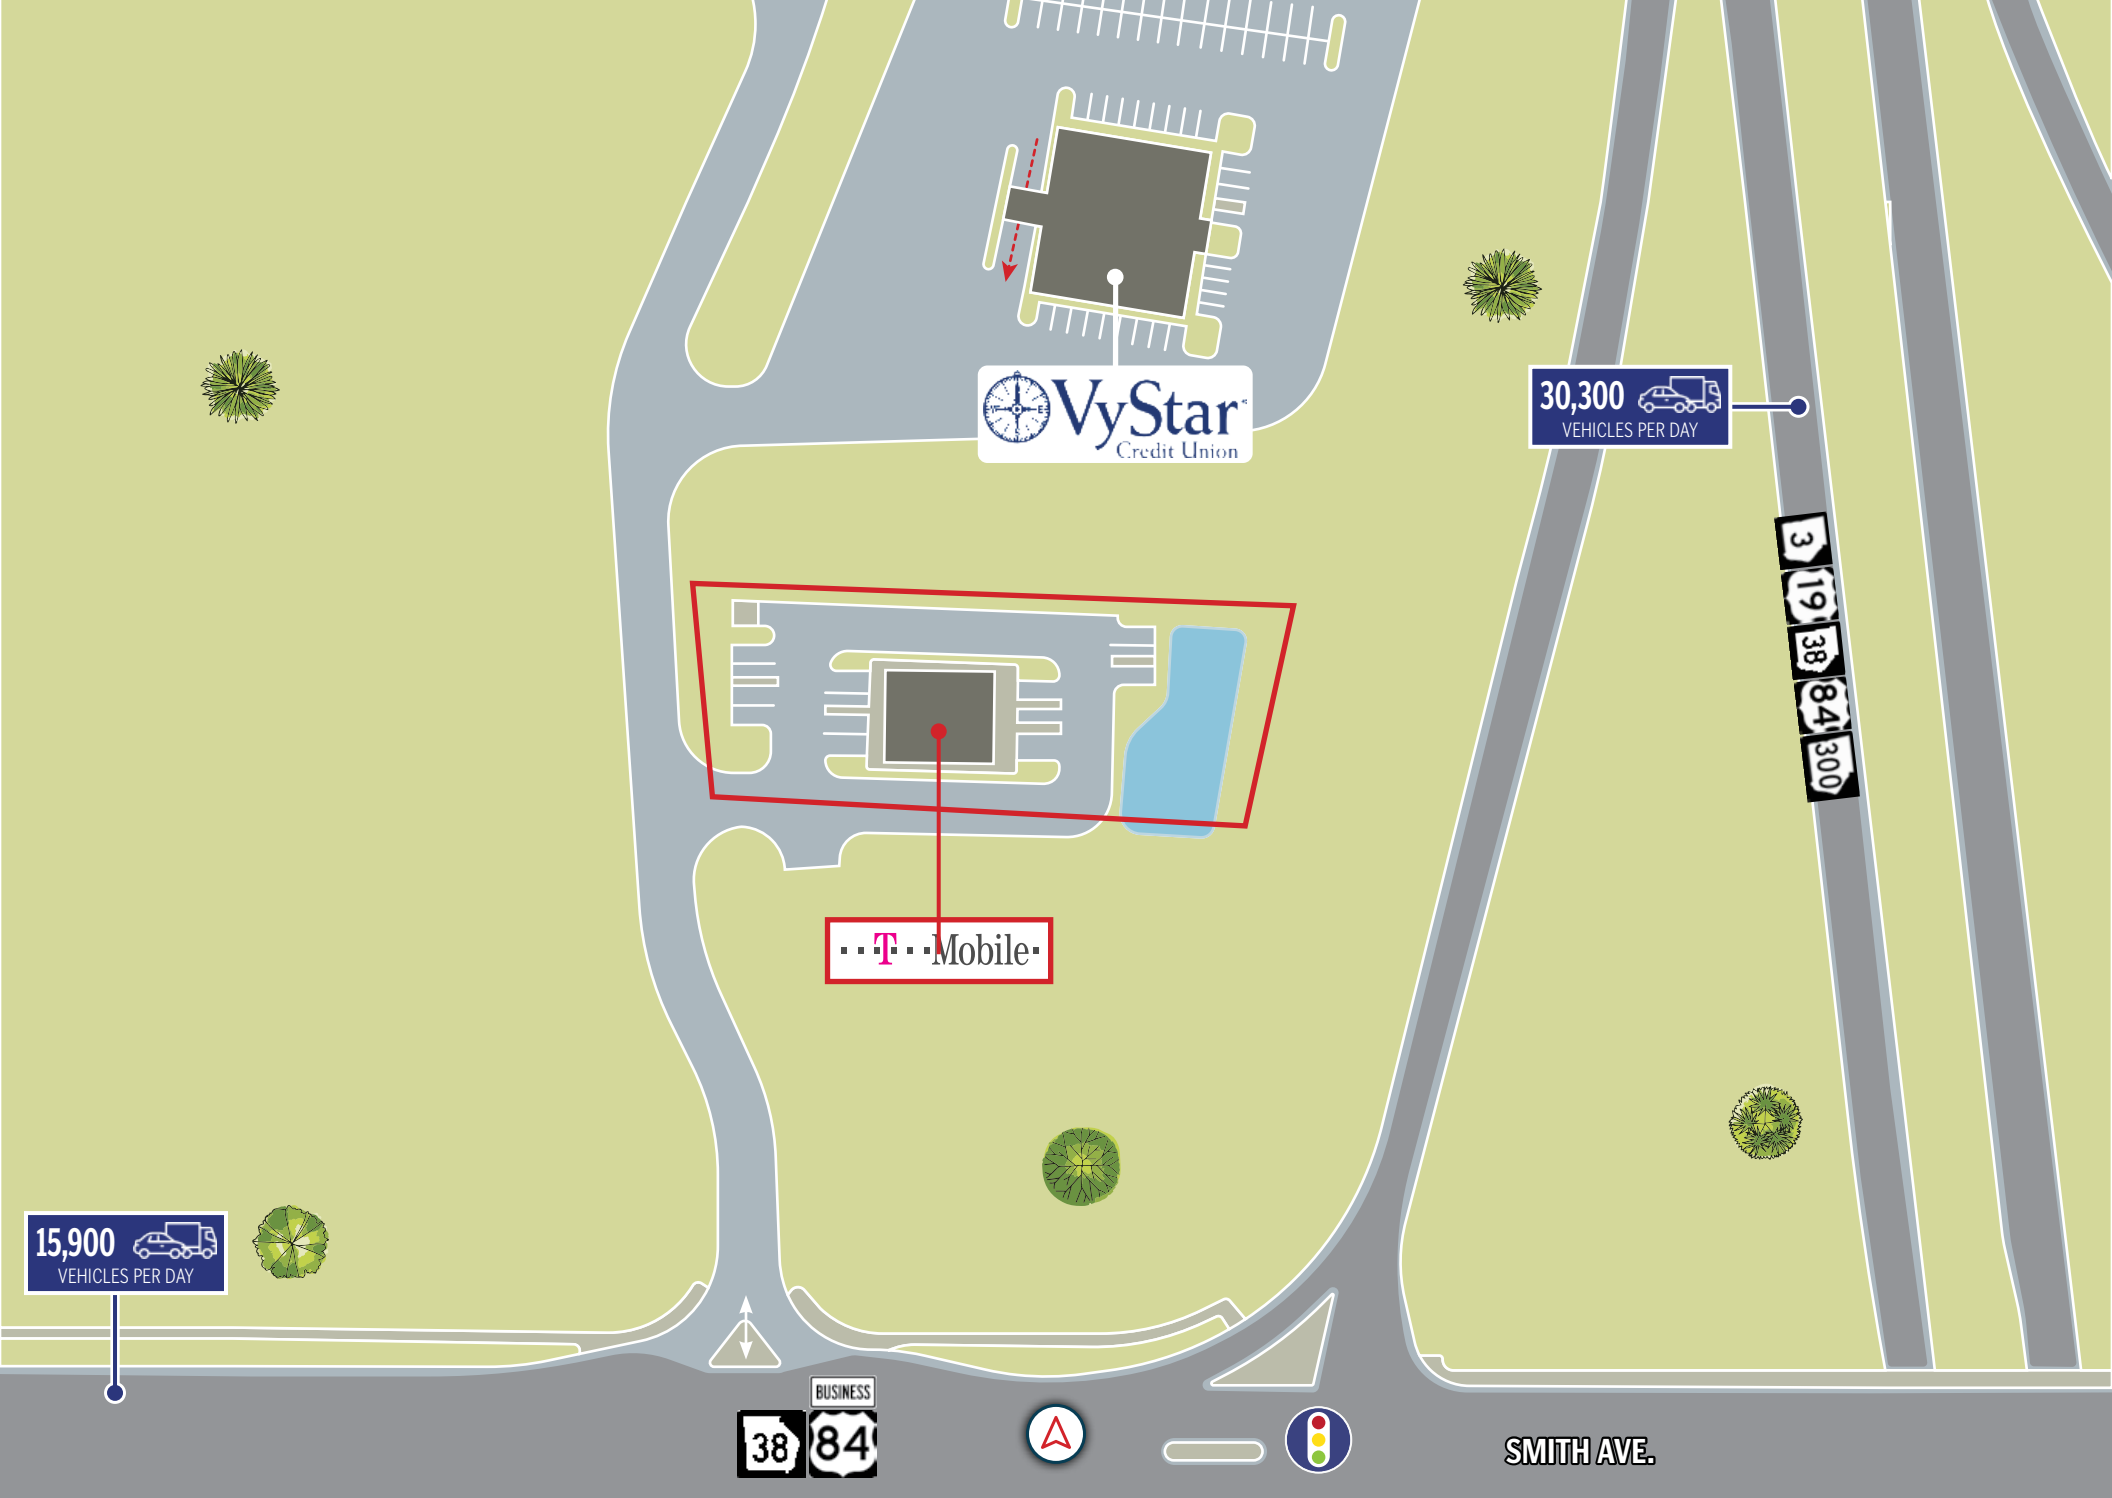 VyStar
Credit Union
30,300
VEHICLES PER DAY
3
19
38
84
300
T Mobile
15,900
VEHICLES PER DAY
BUSINESS
38
84
SMITH AVE.